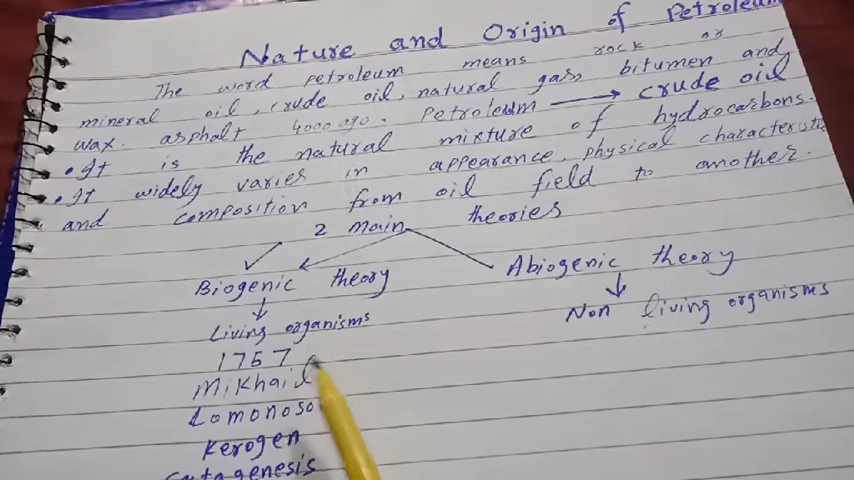 Nature and Origin of Petroleum
The word petroleum means rock or
mineral oil, crude oil, natural gas, bitumen and
wax. asphalt 4000 ago. Petroleum → crude oil
• It is the natural mixture of hydrocarbons.
• It widely varies in appearance, physical characteristi
and composition from oil field to another.
2 main theories
Biogenic theory
Abiogenic theory
Living organisms
Non living organisms
1757
Mikhail
Lomonoso
Kerogen
Catagenesis